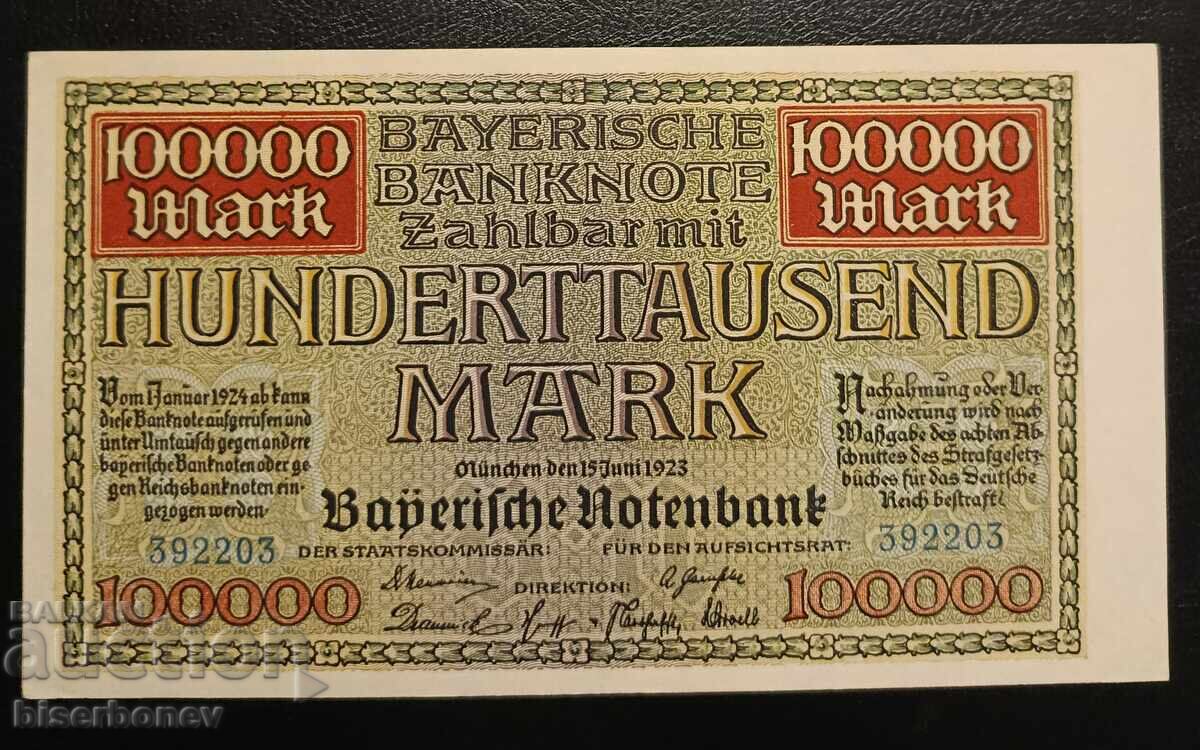 100000
Mark
BAYERISCHE
BANKNOTE
Zahlbar mit
100000
Mark
HUNDERTTAUSEND
MARK
Vom 1 Januar 1924 ab kann
diese Banknote aufgerufen und
unter Umtausch gegen andere
bayerische Banknoten oder ge
gen Reichsbanknoten ein-
gezogen werden
Nachahmung oder Ver-
änderung wird nach
Maßgabe des achten Ab-
schnittes des Strafgesetz-
büches für das Deutsche
Reich bestraft.
München den 15 Juni 1923
Bayerische Notenbank
392203
392203
DER STAATSKOMMISSÄR:
FÜR DEN AUFSICHTSRAT:
DIREKTION:
100000
100000
BALKAN
auction
biserbonev